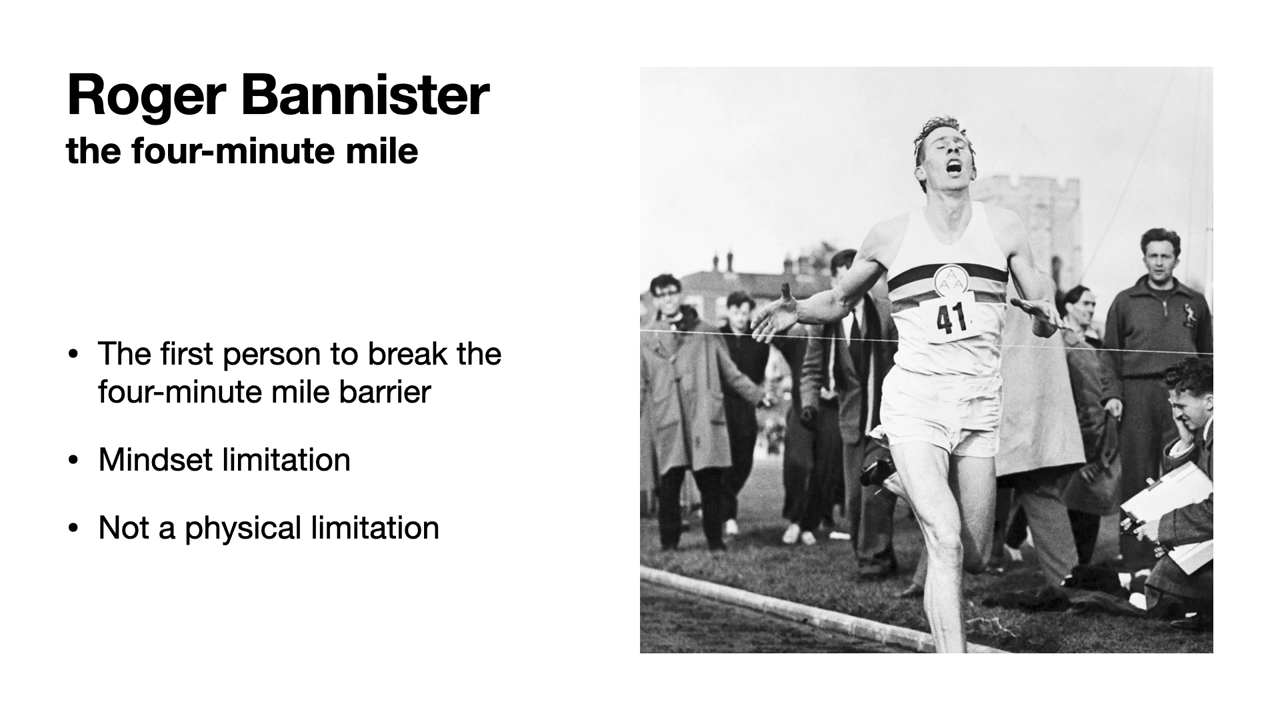 Roger Bannister
the four-minute mile
• The first person to break the
four-minute mile barrier
• Mindset limitation
• Not a physical limitation
AAA
41